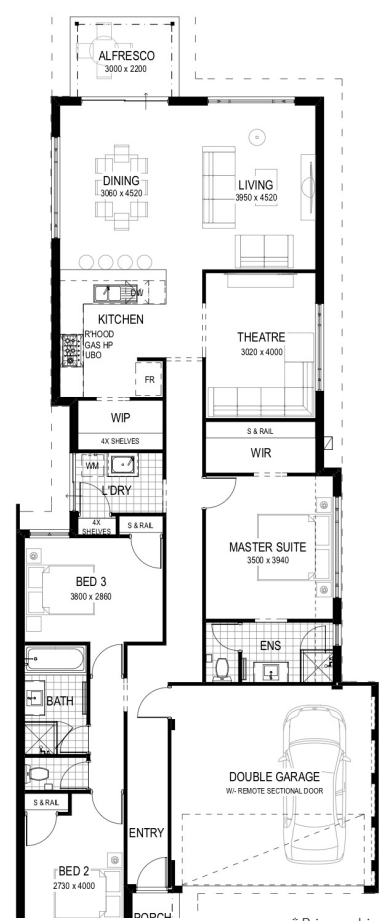 ALFRESCO
3000 x 2200
DINING
3060 x 4520
LIVING
3950 x 4520
DW
KITCHEN
R'HOOD
GAS HP
UBO
FR
THEATRE
3020 x 4000
WIP
4X SHELVES
S & RAIL
WIR
WM
L'DRY
4X
SHELVES
S & RAIL
MASTER SUITE
3500 x 3940
BED 3
3800 x 2860
ENS
BATH
S & RAIL
DOUBLE GARAGE
W/- REMOTE SECTIONAL DOOR
ENTRY
BED 2
2730 x 4000
PORCH